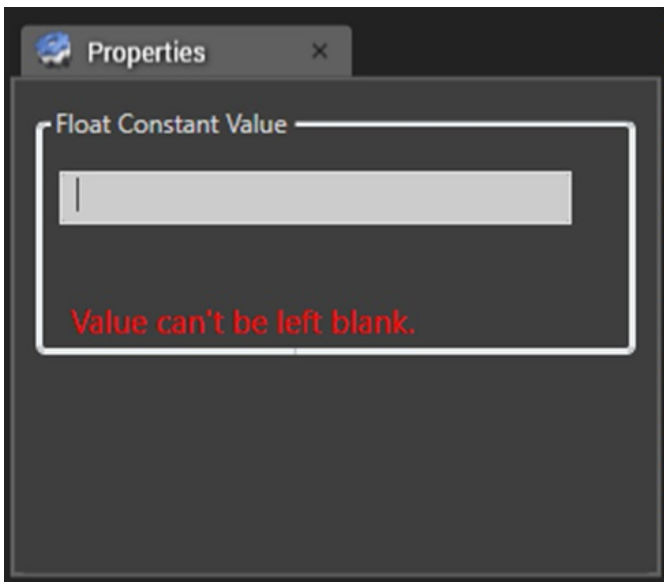 Properties
Float Constant Value
Value can't be left blank.